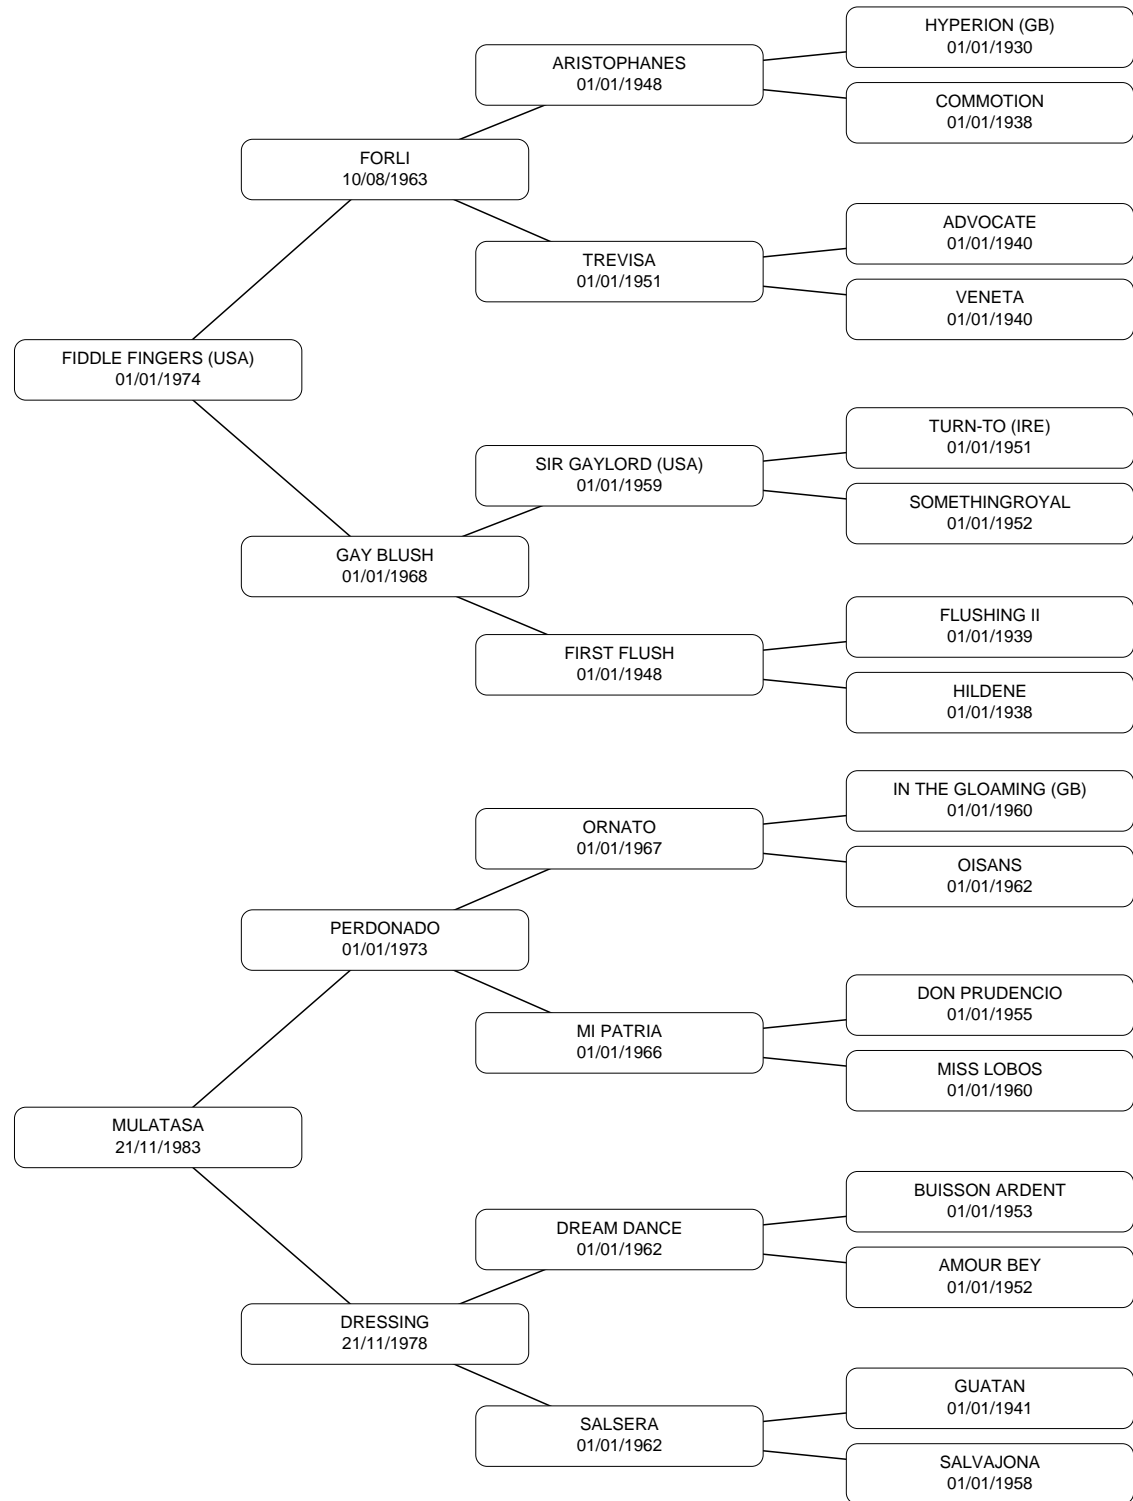 HYPERION (GB)
01/01/1930
ARISTOPHANES
01/01/1948
COMMOTION
01/01/1938
FORLI
10/08/1963
ADVOCATE
01/01/1940
TREVISA
01/01/1951
VENETA
01/01/1940
FIDDLE FINGERS (USA)
01/01/1974
TURN-TO (IRE)
01/01/1951
SIR GAYLORD (USA)
01/01/1959
SOMETHINGROYAL
01/01/1952
GAY BLUSH
01/01/1968
FLUSHING II
01/01/1939
FIRST FLUSH
01/01/1948
HILDENE
01/01/1938
IN THE GLOAMING (GB)
01/01/1960
ORNATO
01/01/1967
OISANS
01/01/1962
PERDONADO
01/01/1973
DON PRUDENCIO
01/01/1955
MI PATRIA
01/01/1966
MISS LOBOS
01/01/1960
MULATASA
21/11/1983
BUISSON ARDENT
01/01/1953
DREAM DANCE
01/01/1962
AMOUR BEY
01/01/1952
DRESSING
21/11/1978
GUATAN
01/01/1941
SALSERA
01/01/1962
SALVAJONA
01/01/1958